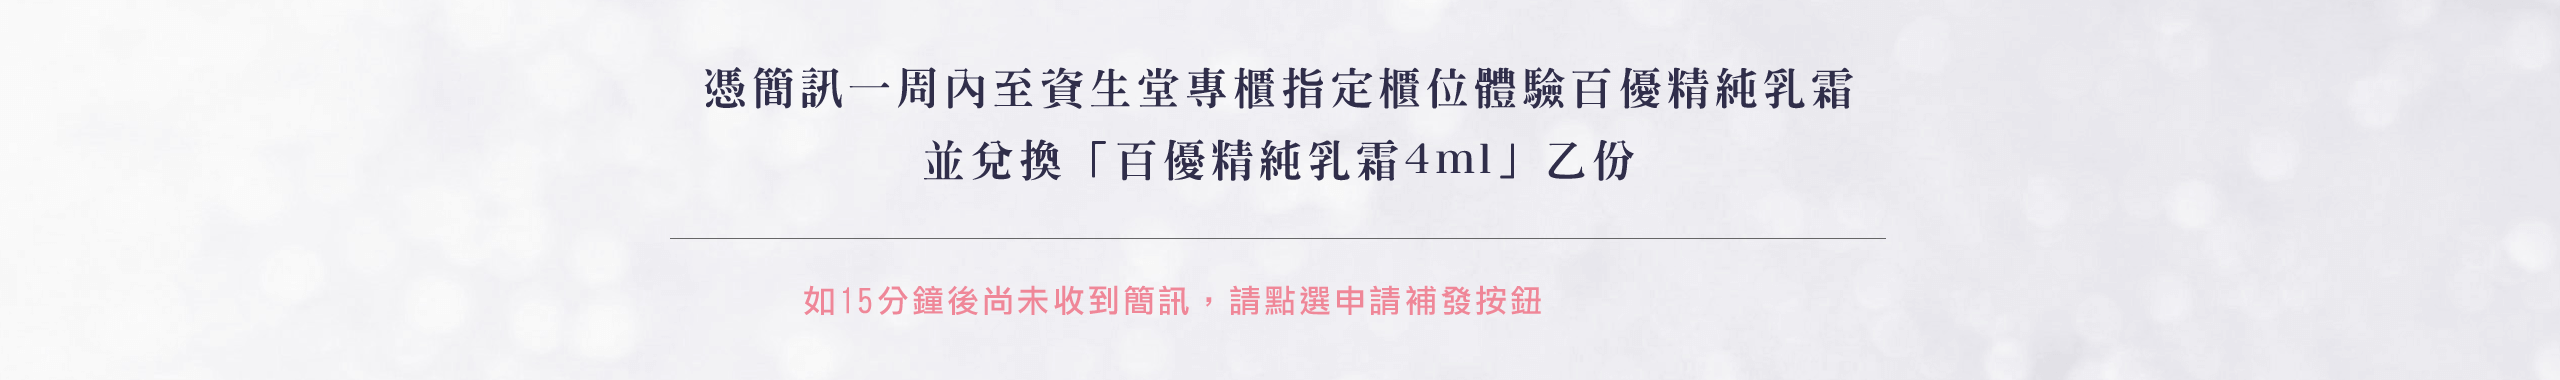 憑簡訊一周內至資生堂專櫃指定櫃位體驗百優精純乳霜
並兌換「百優精純乳霜4ml」乙份
如15分鐘後尚未收到簡訊，請點選申請補發按鈕